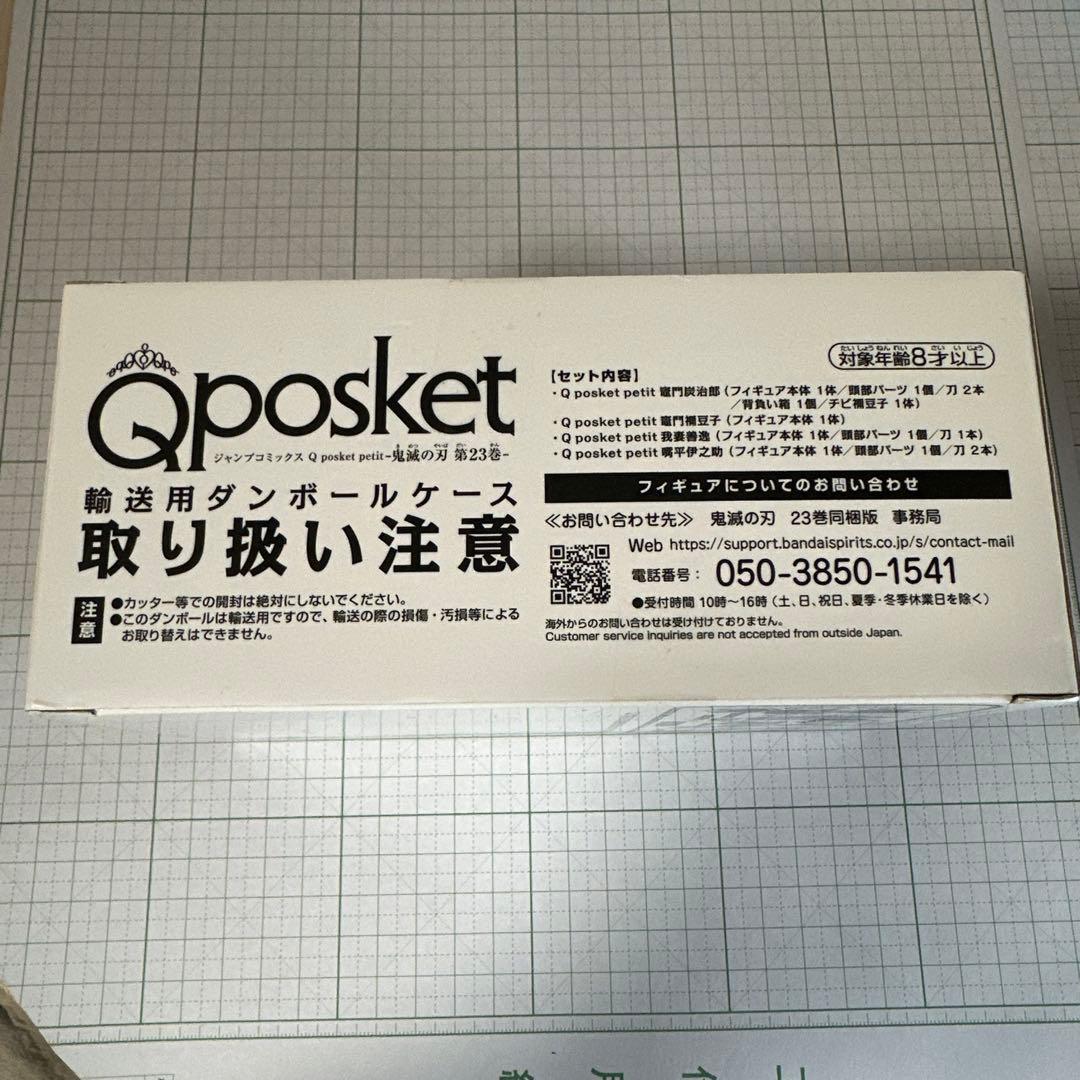 Qposket
ジャンプコミックス Q posket petit-鬼滅の刃 第23巻-
輸送用ダンボールケース
取り扱い注意
注意
●カッター等での開封は絶対にしないでください。
●このダンボールは輸送用ですので、輸送の際の損傷・汚損等による
お取り替えはできません。
対象年齢8才以上
【セット内容】
・Q posket petit 竈門炭治郎（フィギュア本体 1体／頭部パーツ 1個／刀 2本
／背負い箱 1個／チビ禰豆子 1体）
・Q posket petit 竈門禰豆子（フィギュア本体 1体）
・Q posket petit 我妻善逸（フィギュア本体 1体／頭部パーツ 1個／刀 1本）
・Q posket petit 嘴平伊之助（フィギュア本体 1体／頭部パーツ 1個／刀 2本）
フィギュアについてのお問い合わせ
≪お問い合わせ先≫ 鬼滅の刃 23巻同梱版 事務局
Web https://support.bandaispirits.co.jp/s/contact-mail
電話番号： 050-3850-1541
●受付時間 10時〜16時（土、日、祝日、夏季・冬季休業日を除く）
海外からのお問い合わせは受け付けておりません。
Customer service inquiries are not accepted from outside Japan.